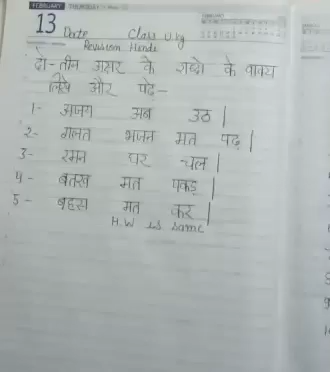 FEBRUARY THURSDAY
13 Date Class U kg
Revision Hindi
दो-तीन अक्षर के शब्दो के वाक्य
लिखे और पढ़े-
1- अजय अब उठ |
2- गलत भजन मत पढ़ |
3- रमन घर चल |
4- बतख मत पकड़ |
5- बहस मत कर |
H.W is same